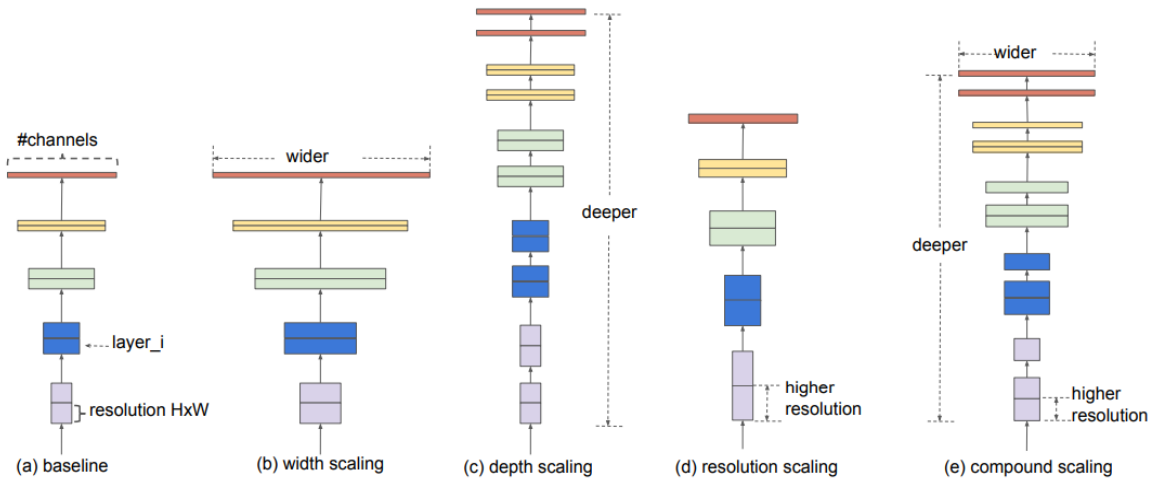 #channels
layer_i
resolution HxW
(a) baseline
wider
(b) width scaling
deeper
(c) depth scaling
higher
resolution
(d) resolution scaling
wider
deeper
higher
resolution
(e) compound scaling